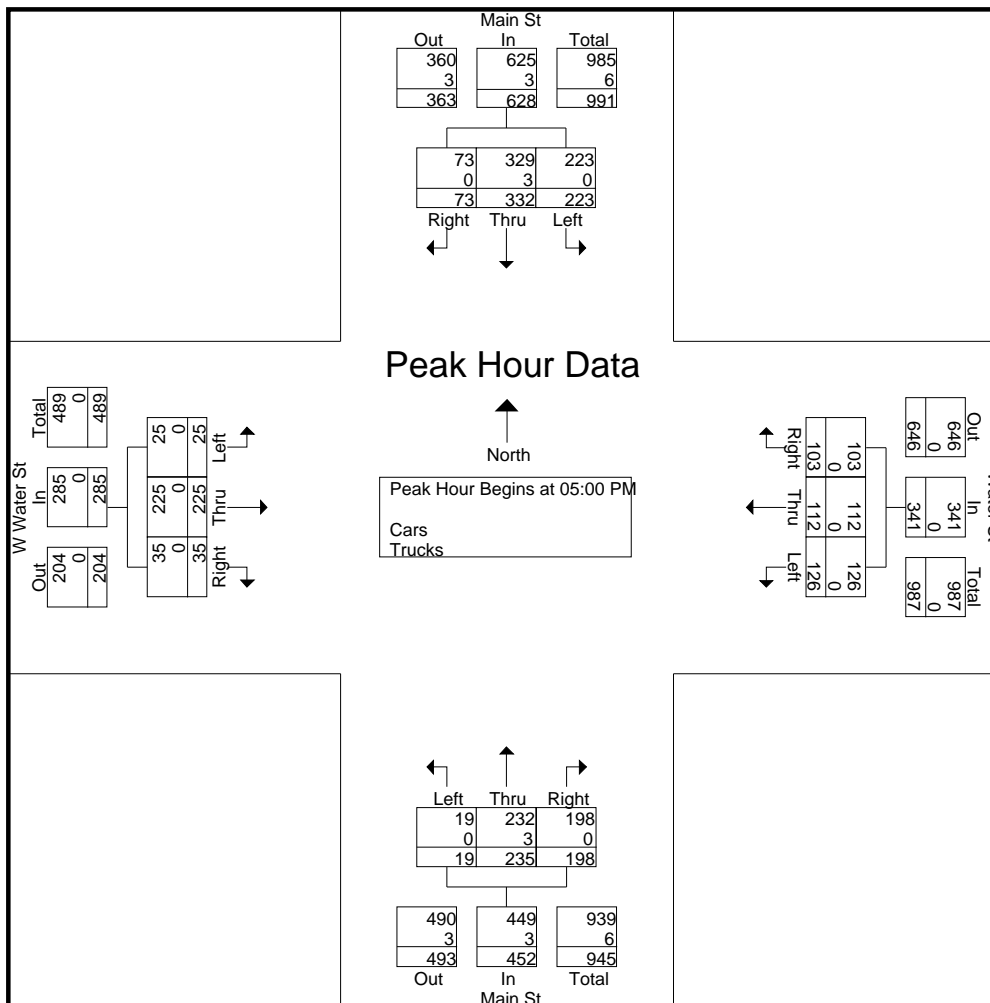 Main St
Out In Total
360 625 985
3 3 6
363 628 991
73 329 223
0 3 0
73 332 223
Right Thru Left
Peak Hour Data
North
Peak Hour Begins at 05:00 PM
Cars
Trucks
W Water St
Total In Out
489 285 204
0 0 0
489 285 204
25 225 35
0 0 0
25 225 35
Left Thru Right
Right Thru Left
103 112 126
0 0 0
103 112 126
Out In Total
646 341 987
0 0 0
646 341 987
Left Thru Right
19 232 198
0 3 0
19 235 198
490 449 939
3 3 6
493 452 945
Out In Total
Main St